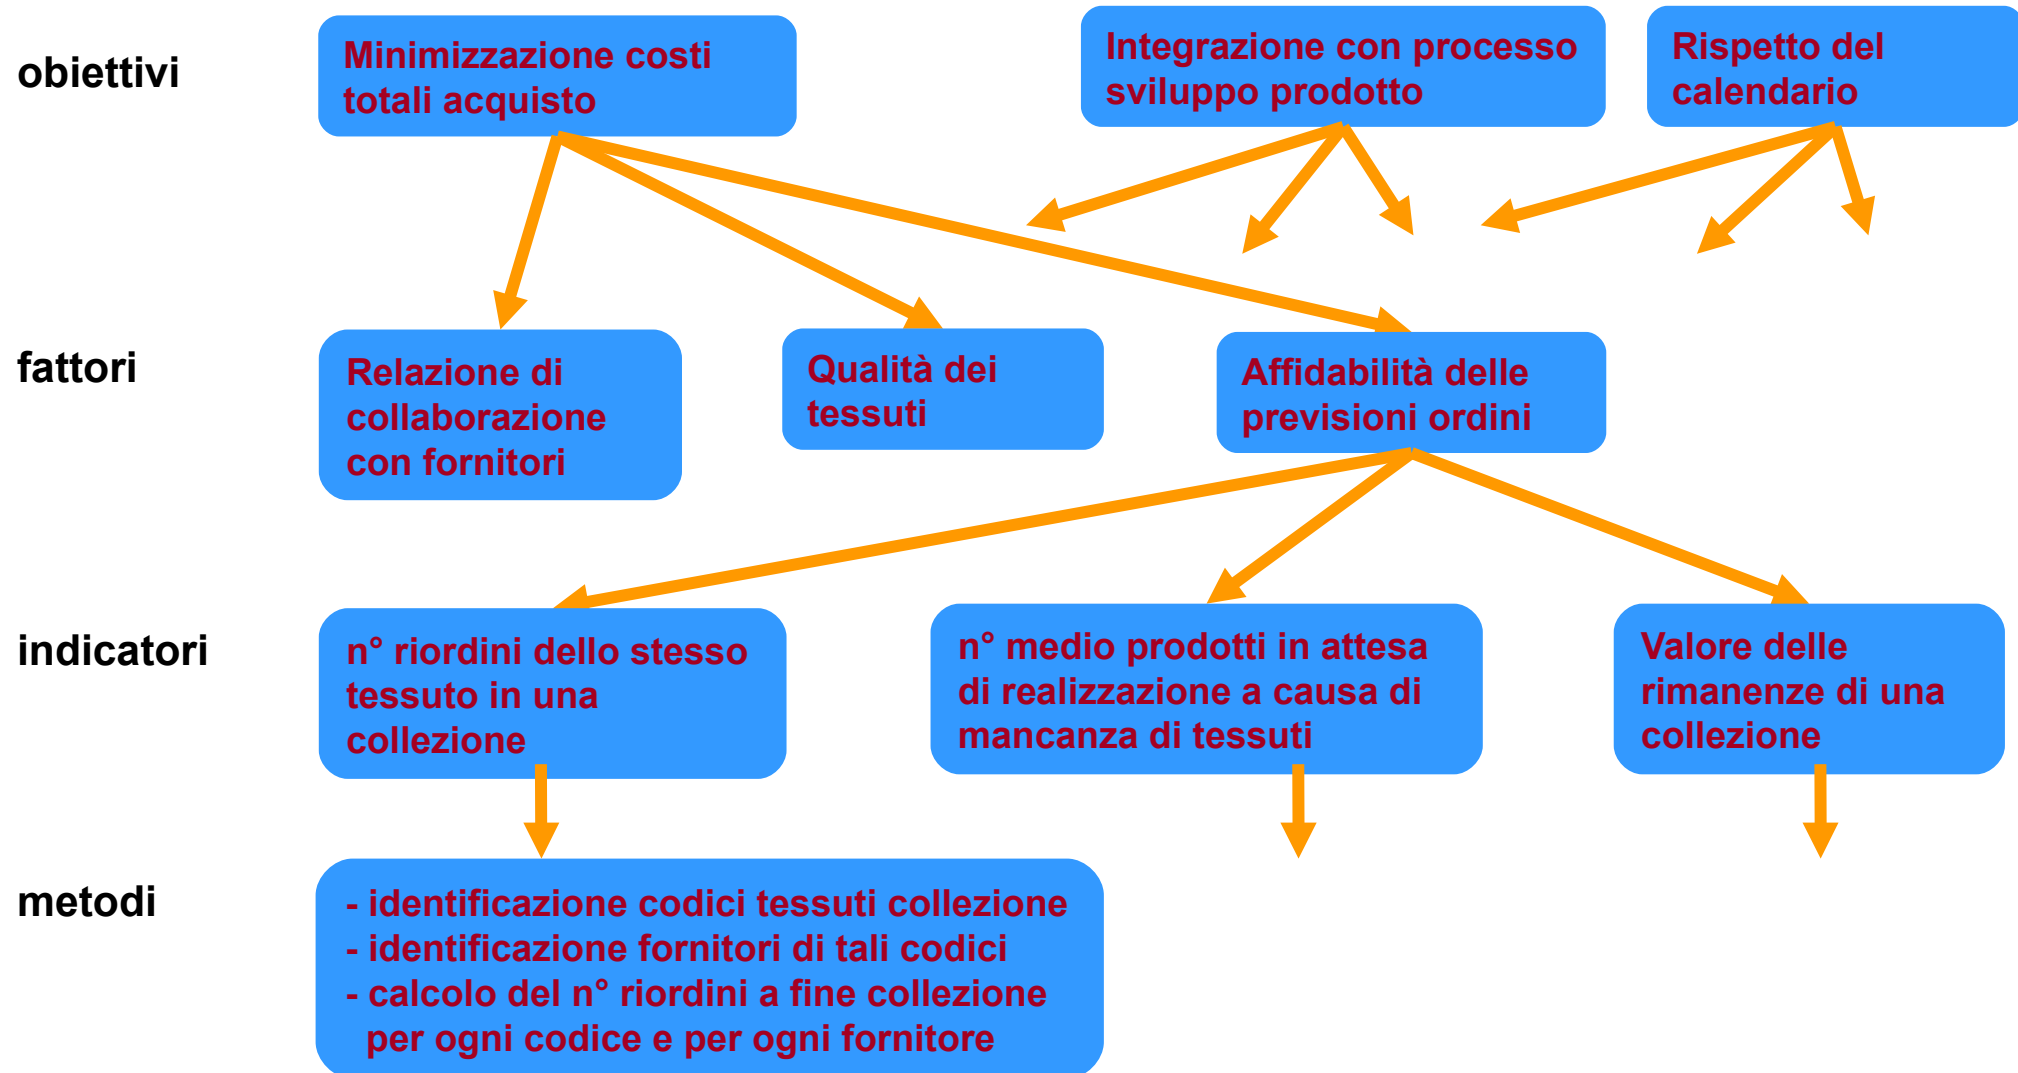 obiettivi
Minimizzazione costi
totali acquisto
Integrazione con processo
sviluppo prodotto
Rispetto del
calendario
fattori
Relazione di
collaborazione
con fornitori
Qualità dei
tessuti
Affidabilità delle
previsioni ordini
indicatori
n° riordini dello stesso
tessuto in una
collezione
n° medio prodotti in attesa
di realizzazione a causa di
mancanza di tessuti
Valore delle
rimanenze di una
collezione
metodi
- identificazione codici tessuti collezione
- identificazione fornitori di tali codici
- calcolo del n° riordini a fine collezione
per ogni codice e per ogni fornitore